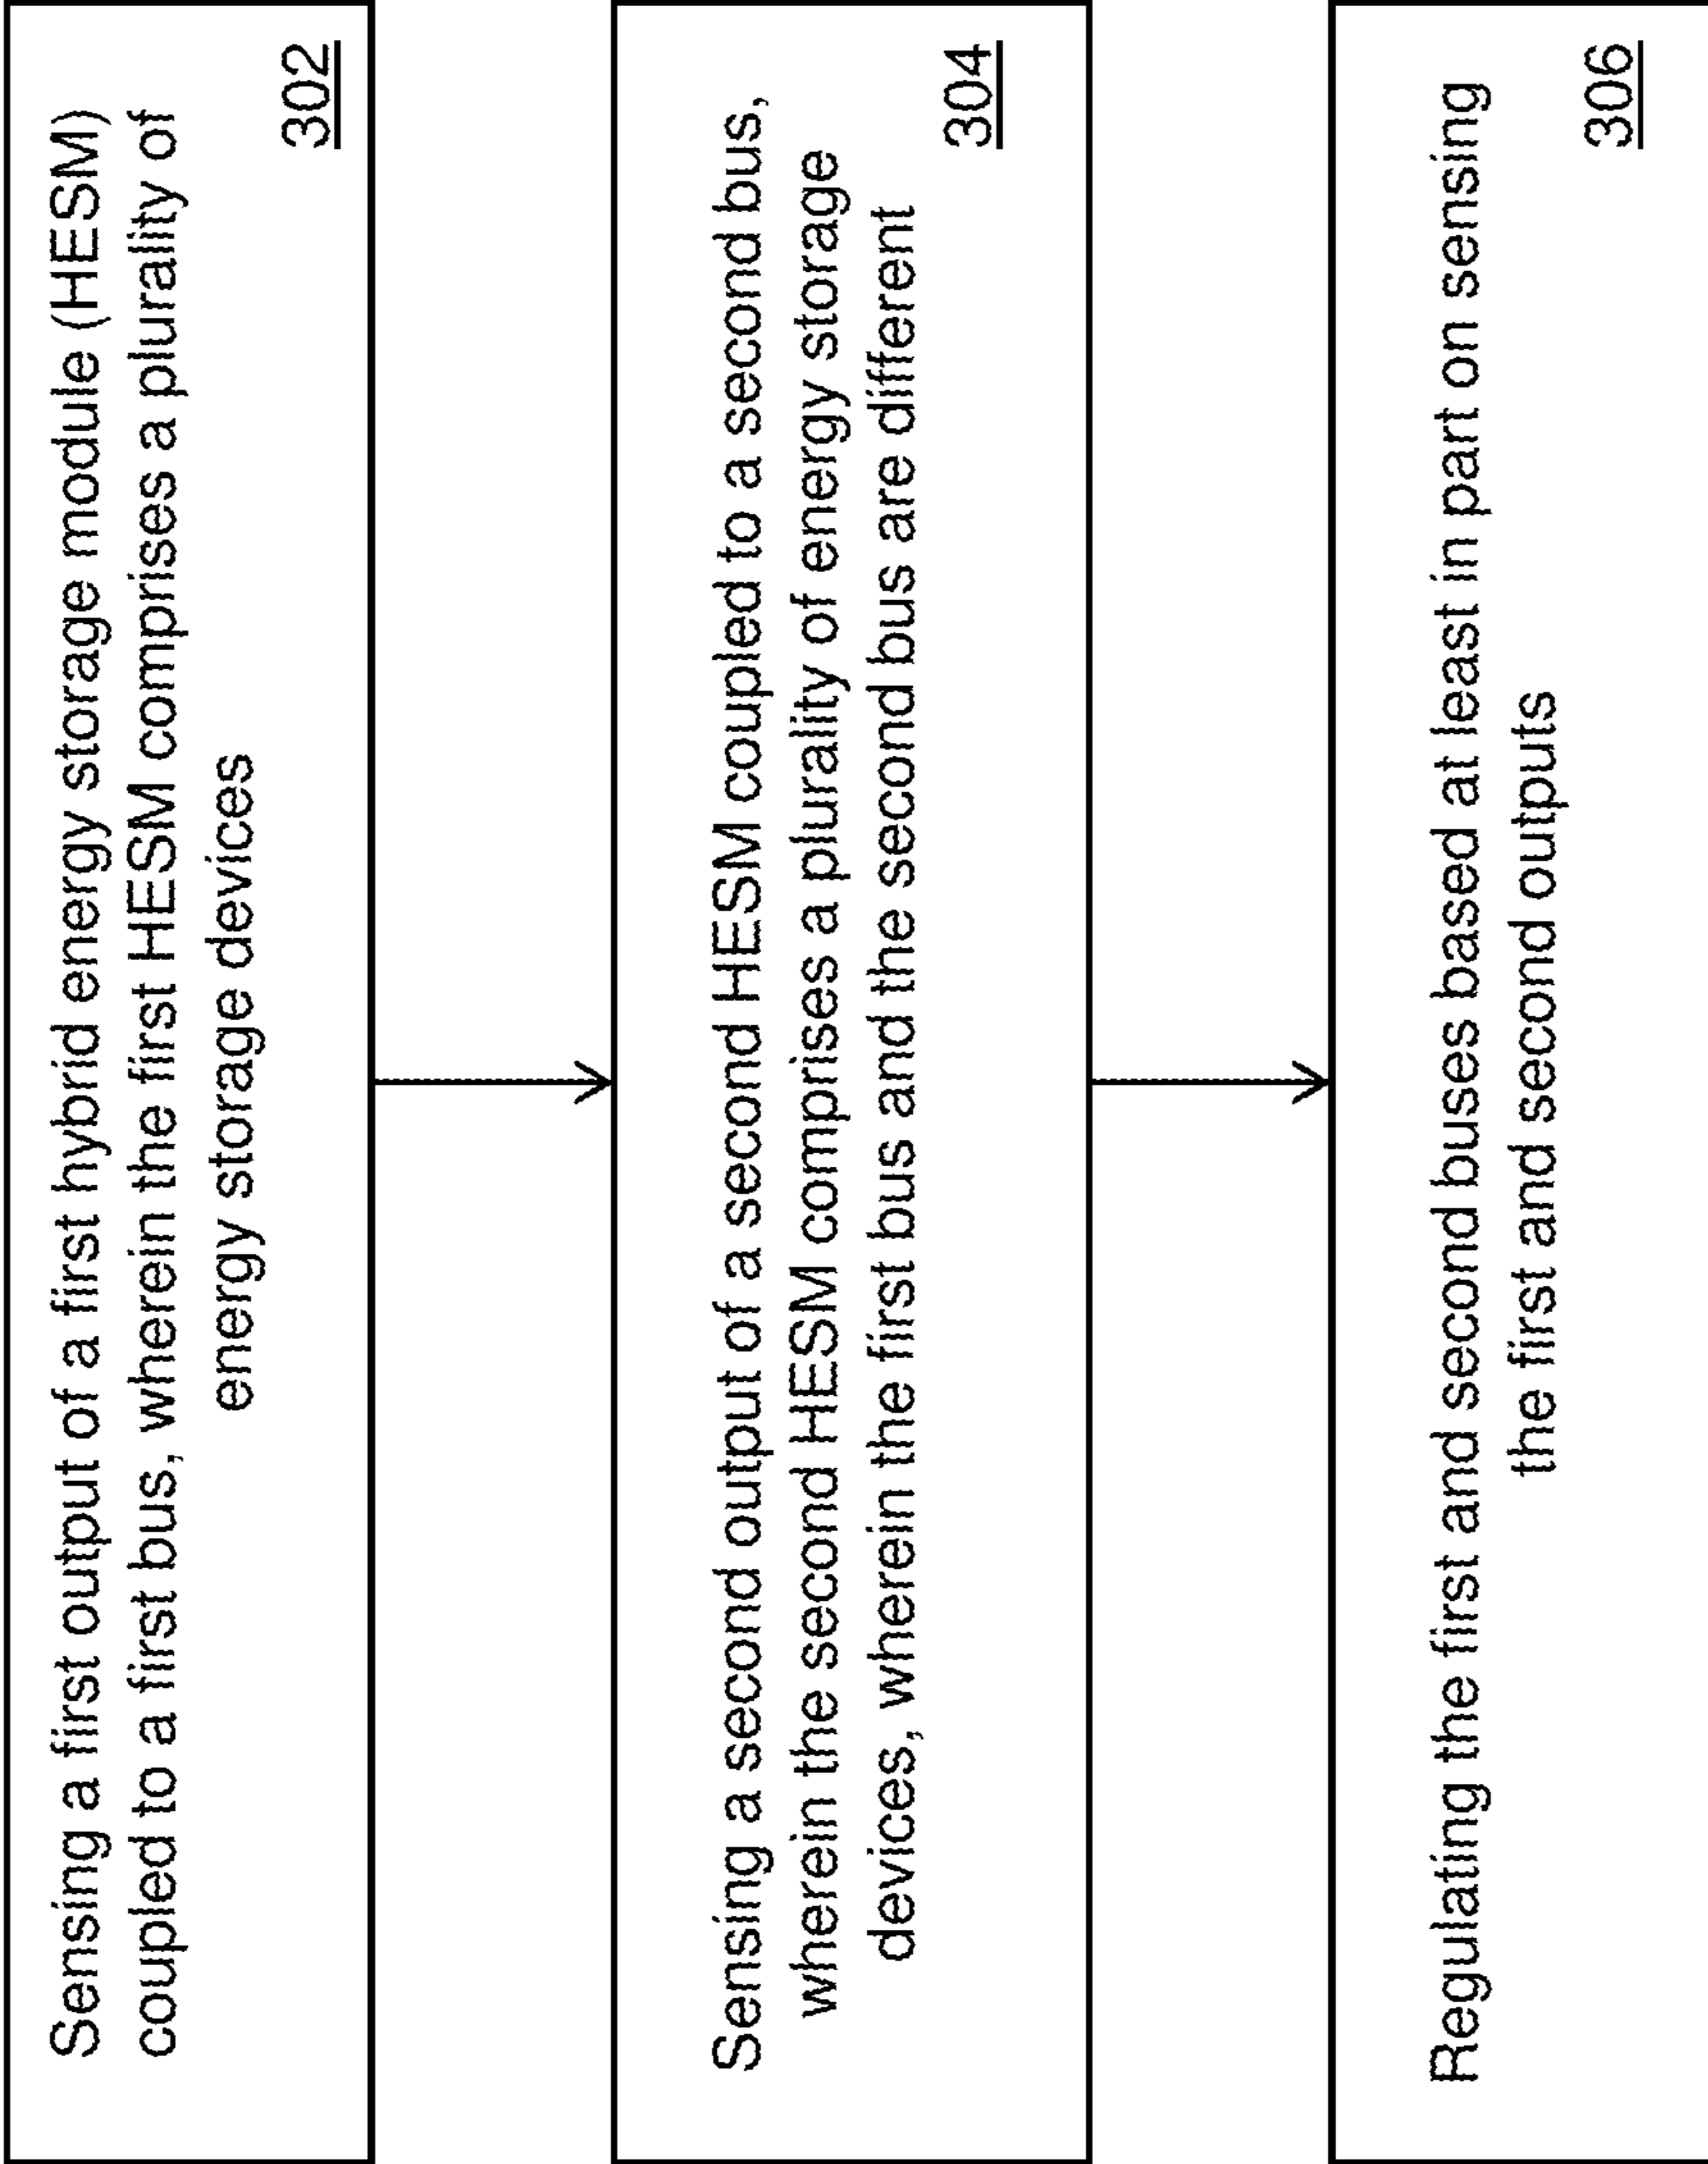 Sensing a first output of a first hybrid energy storage module (HESM)
coupled to a first bus, wherein the first HESM comprises a plurality of
energy storage devices
302
Sensing a second output of a second HESM coupled to a second bus,
wherein the second HESM comprises a plurality of energy storage
devices, wherein the first bus and the second bus are different
304
Regulating the first and second buses based at least in part on sensing
the first and second outputs
306